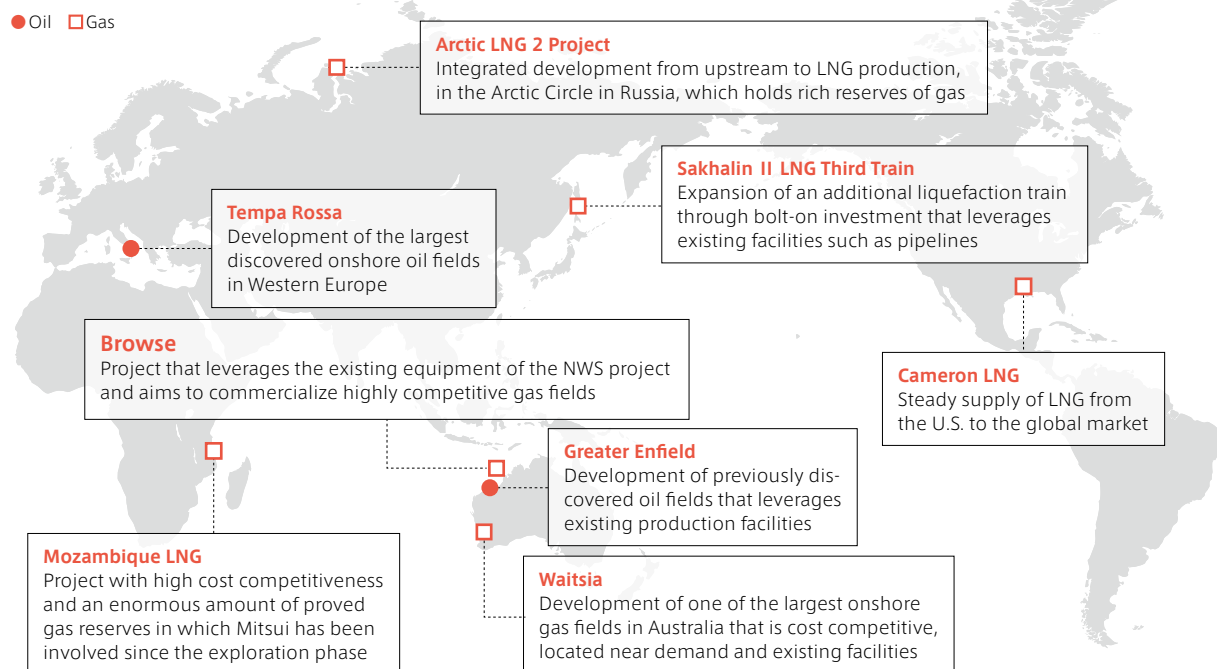 Oil Gas
Arctic LNG 2 Project
Integrated development from upstream to LNG production,
in the Arctic Circle in Russia, which holds rich reserves of gas
Sakhalin II LNG Third Train
Expansion of an additional liquefaction train
through bolt-on investment that leverages
existing facilities such as pipelines
Tempa Rossa
Development of the largest
discovered onshore oil fields
in Western Europe
Browse
Project that leverages the existing equipment of the NWS project
and aims to commercialize highly competitive gas fields
Cameron LNG
Steady supply of LNG from
the U.S. to the global market
Greater Enfield
Development of previously dis-
covered oil fields that leverages
existing production facilities
Mozambique LNG
Project with high cost competitiveness
and an enormous amount of proved
gas reserves in which Mitsui has been
involved since the exploration phase
Waitsia
Development of one of the largest onshore
gas fields in Australia that is cost competitive,
located near demand and existing facilities